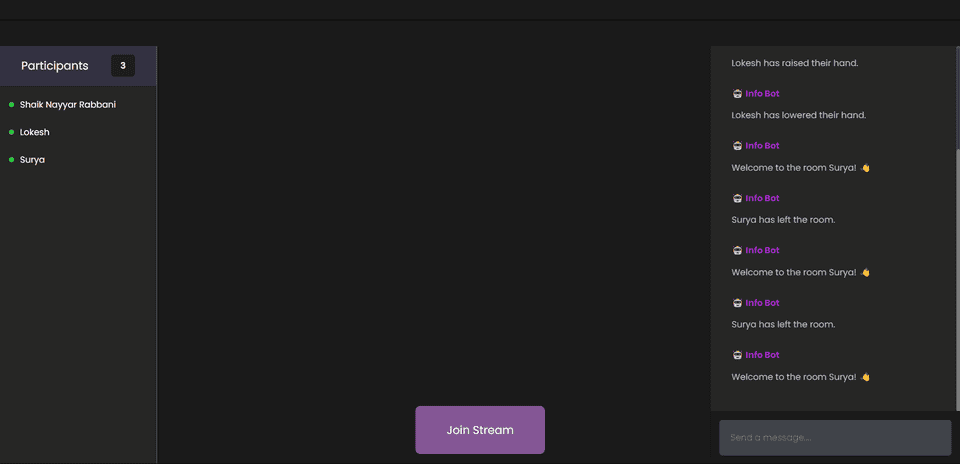 Participants 3
Shaik Nayyar Rabbani
Lokesh
Surya
Join Stream
Lokesh has raised their hand.
Info Bot
Lokesh has lowered their hand.
Info Bot
Welcome to the room Surya! 👋
Info Bot
Surya has left the room.
Info Bot
Welcome to the room Surya! 👋
Info Bot
Surya has left the room.
Info Bot
Welcome to the room Surya! 👋
Send a message....